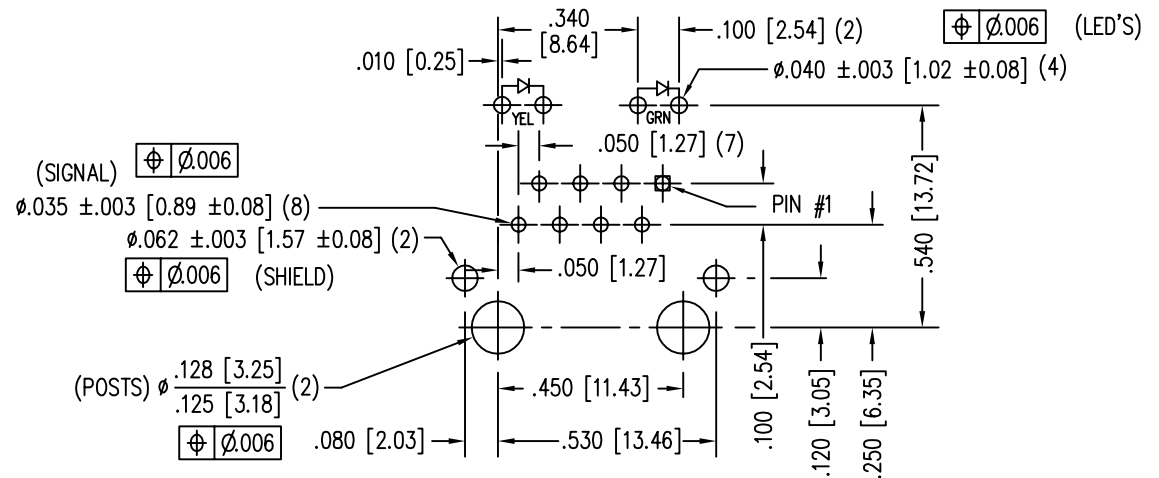 .340
[8.64]
.100 [2.54] (2)
⌖ Ø.006 (LED'S)
.010 [0.25]
Ø.040 ±.003 [1.02 ±0.08] (4)
YEL
GRN
.050 [1.27] (7)
(SIGNAL) ⌖ Ø.006
Ø.035 ±.003 [0.89 ±0.08] (8)
PIN #1
Ø.062 ±.003 [1.57 ±0.08] (2)
⌖ Ø.006 (SHIELD)
.050 [1.27]
.540 [13.72]
(POSTS) Ø .128 [3.25]
.125 [3.18] (2)
⌖ Ø.006
.450 [11.43]
.080 [2.03]
.530 [13.46]
.100 [2.54]
.120 [3.05]
.250 [6.35]